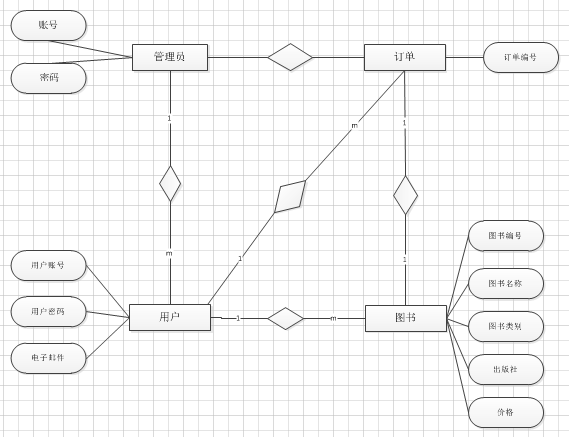 账号
管理员
订单
订单编号
密码
1
m
1
m
1
1
图书编号
用户账号
图书名称
用户密码
用户
1
m
图书
图书类别
电子邮件
出版社
价格